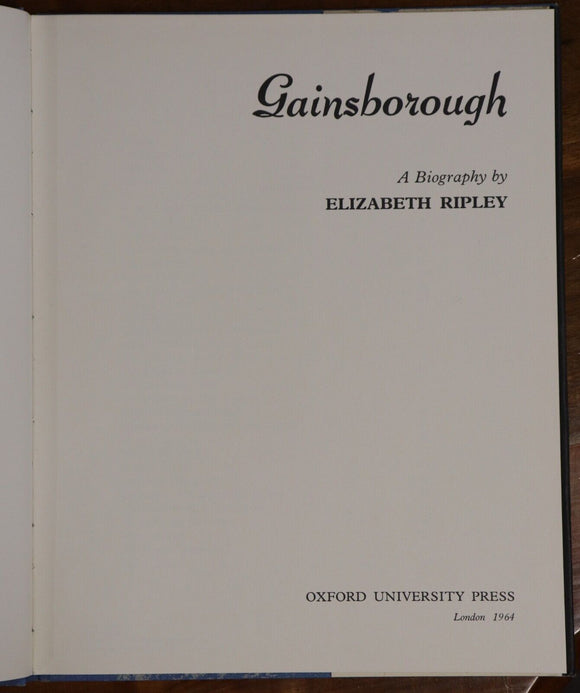 Gainsborough
A Biography by
ELIZABETH RIPLEY
OXFORD UNIVERSITY PRESS
London 1964